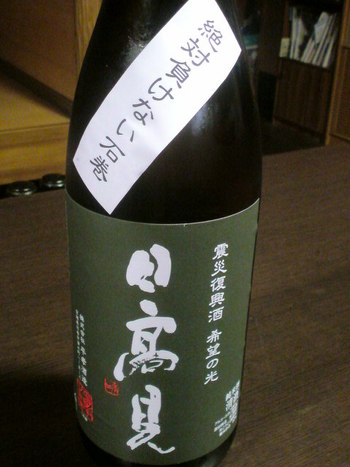 絶対負けない石巻
震災復興酒 希望の光
日高見